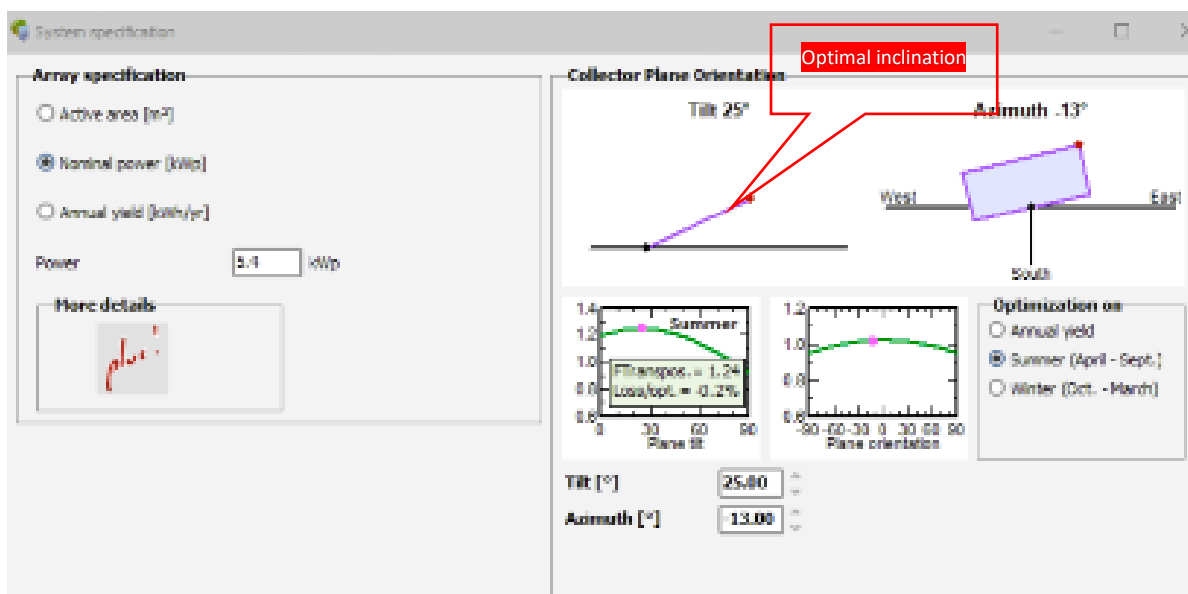 System specification
Array specification
Active area [m²]
Nominal power [kWp]
Annual yield [kWh/yr]
Power 5.4 kWp
More details
Collector Plane Orientation
Optimal inclination
Tilt 25°
Azimuth -13°
West
East
South
1.4
1.2
1.0
0.8
0.6
Summer
FTranspos. = 1.24
Loss/opt. = -0.2%
0 30 60 90
Plane tilt
1.2
1.0
0.8
0.6
-90 -60 -30 0 30 60 90
Plane orientation
Optimization on
Annual yield
Summer (April - Sept.)
Winter (Oct. - March)
Tilt [°] 25.00
Azimuth [°] -13.00